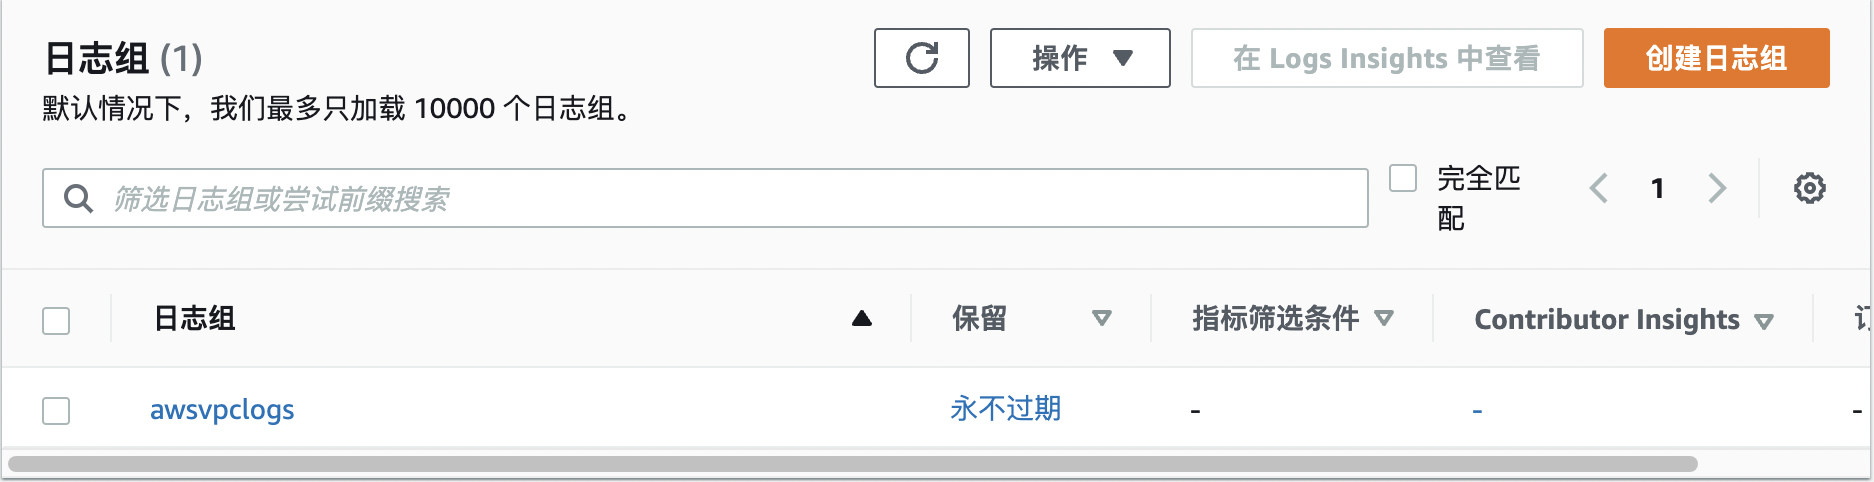 日志组 (1)
默认情况下，我们最多只加载 10000 个日志组。
操作
在 Logs Insights 中查看
创建日志组
筛选日志组或尝试前缀搜索
完全匹
配
1
日志组
保留
指标筛选条件
Contributor Insights
awsvpclogs
永不过期
-
-
-